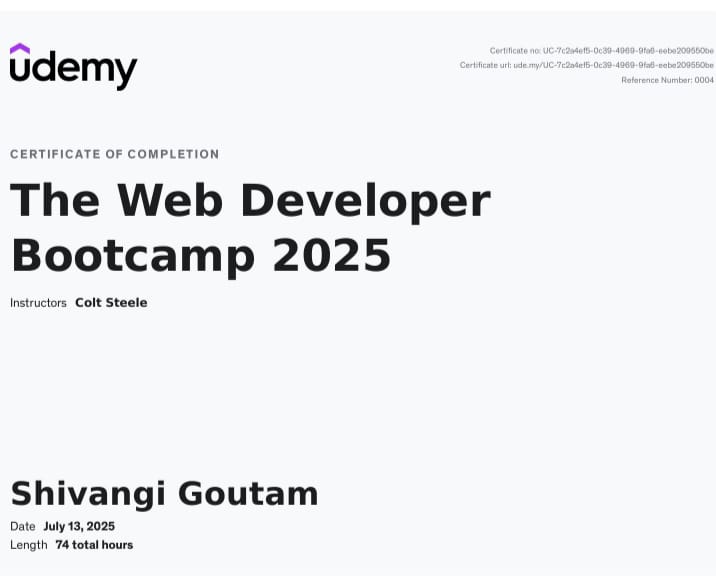 udemy
Certificate no: UC-7c2a4ef5-0c39-4969-9fa6-eebe209550be
Certificate url: ude.my/UC-7c2a4ef5-0c39-4969-9fa6-eebe209550be
Reference Number: 0004
CERTIFICATE OF COMPLETION
The Web Developer
Bootcamp 2025
Instructors Colt Steele
Shivangi Goutam
Date July 13, 2025
Length 74 total hours